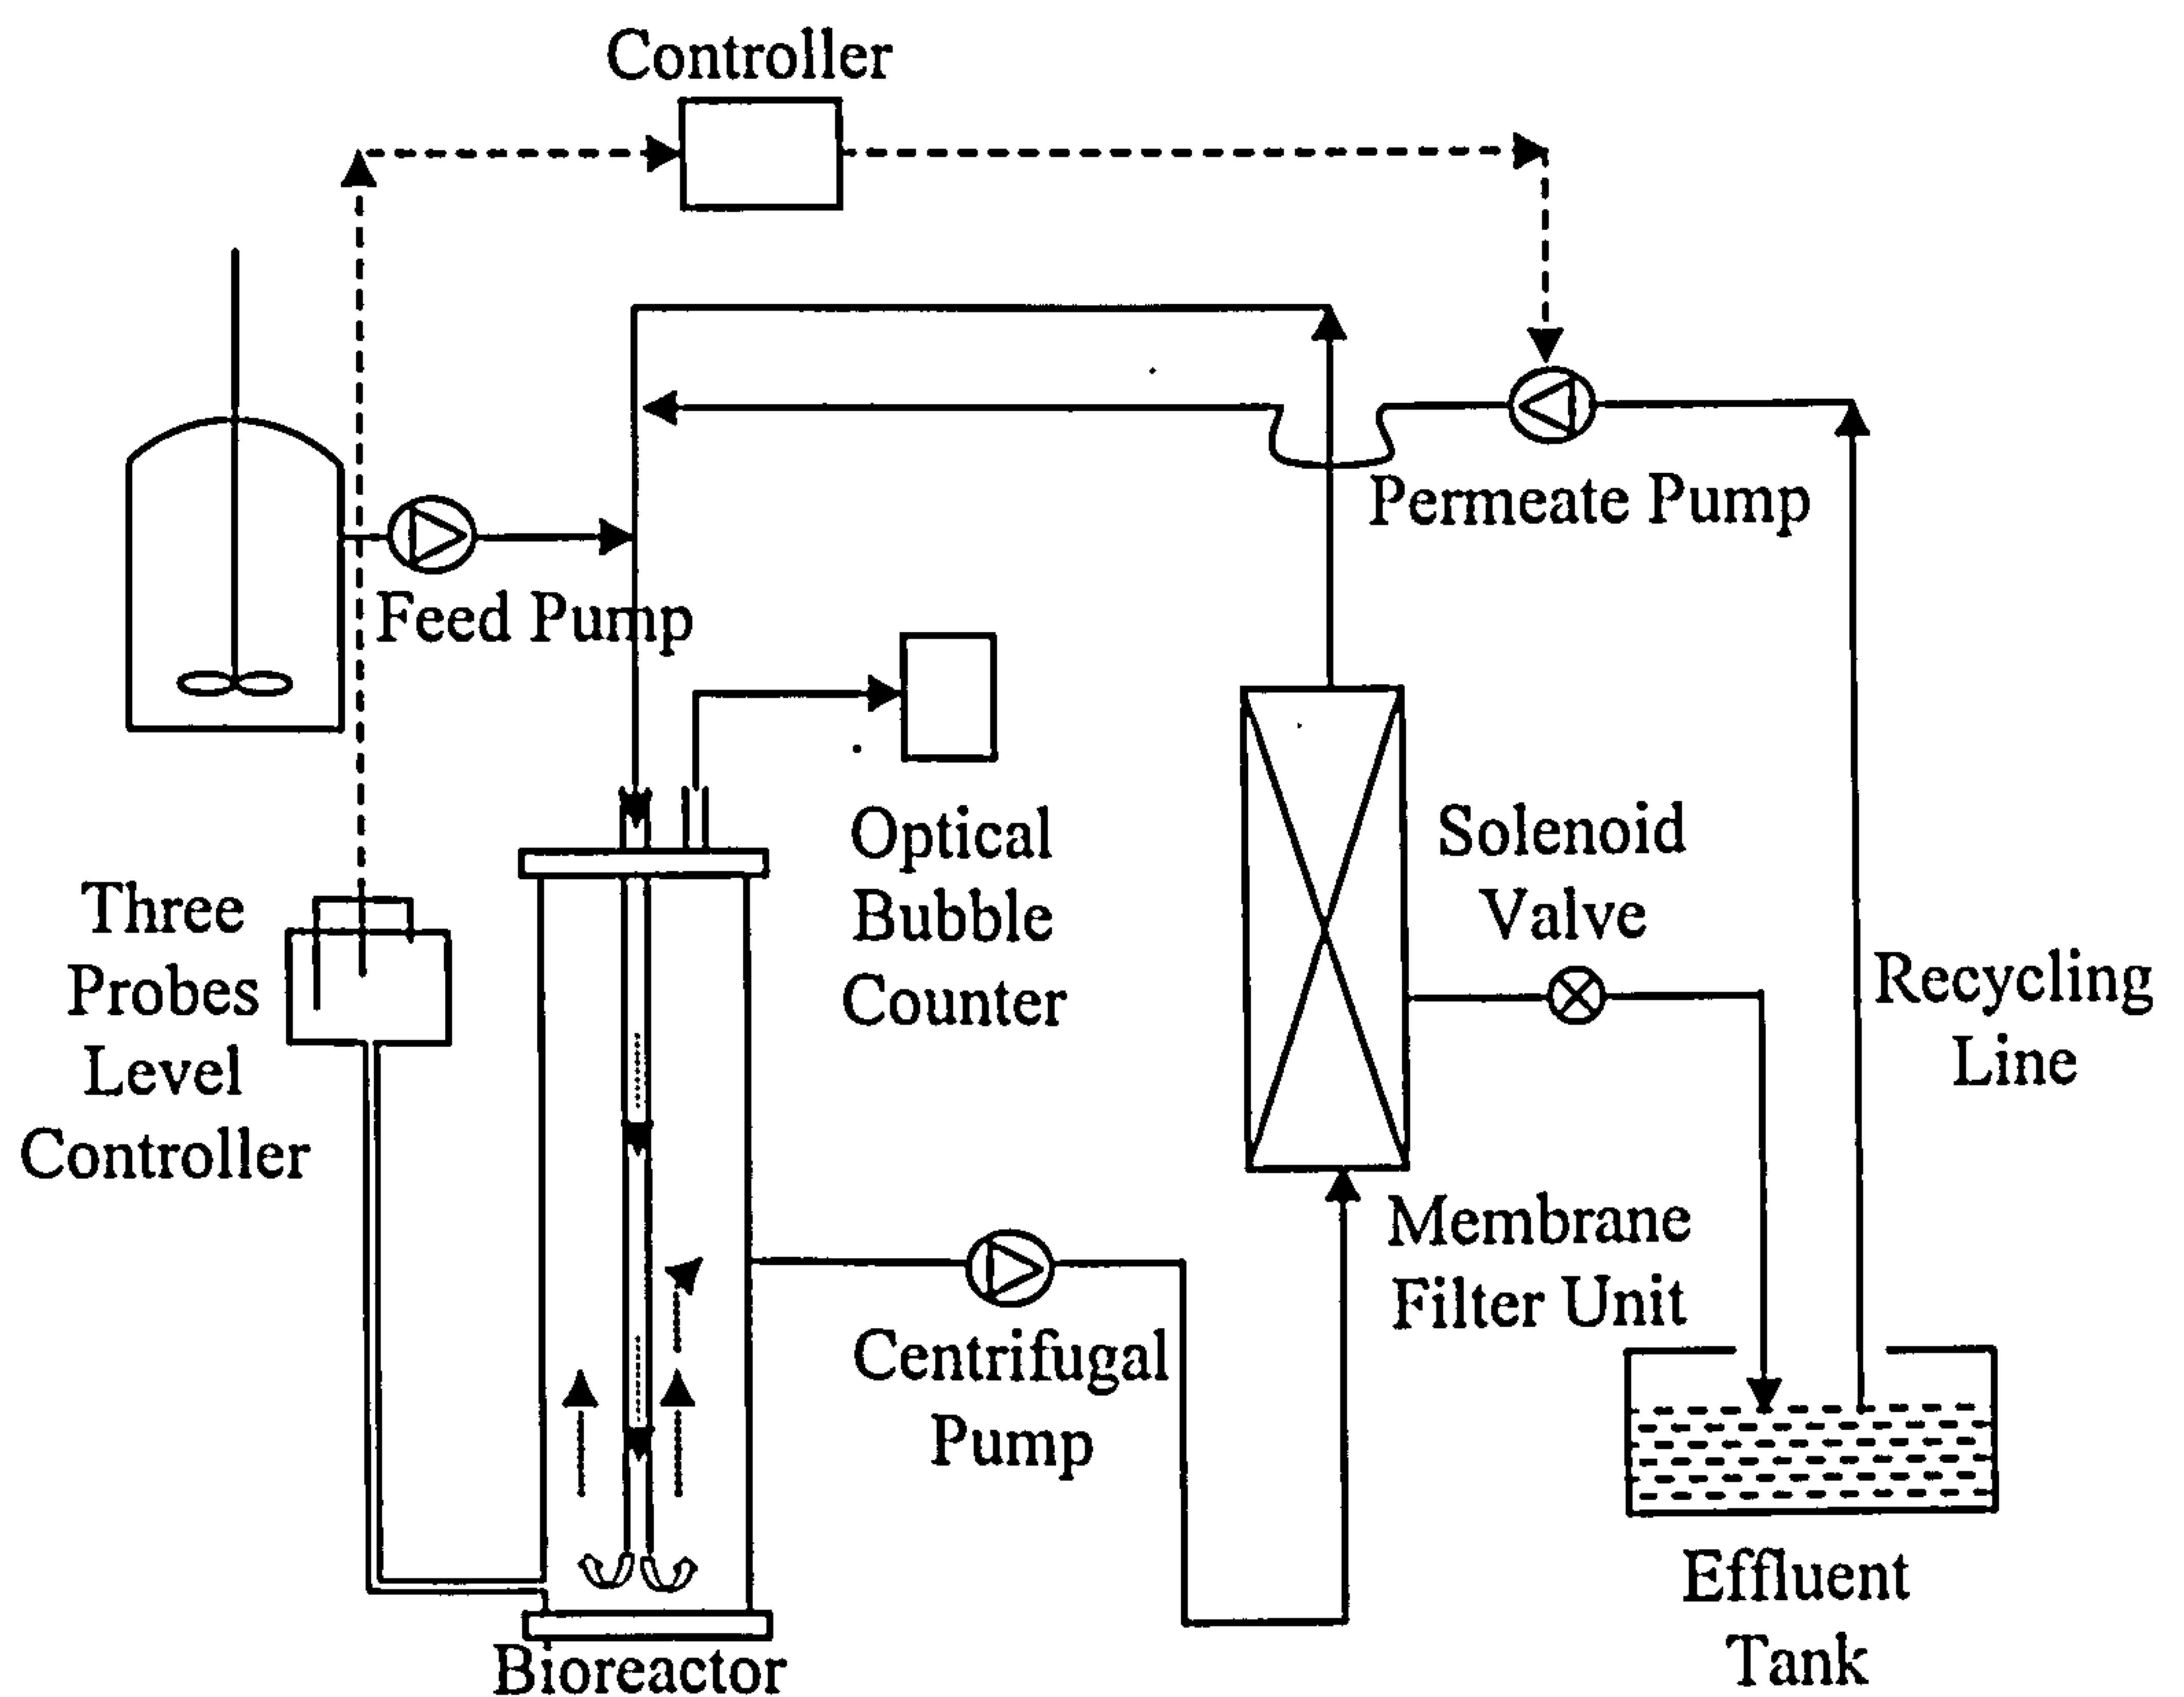 Controller
Permeate Pump
Feed Pump
Optical
Bubble
Counter
Solenoid
Valve
Three
Probes
Level
Controller
Recycling
Line
Membrane
Filter Unit
Centrifugal
Pump
Effluent
Tank
Bioreactor